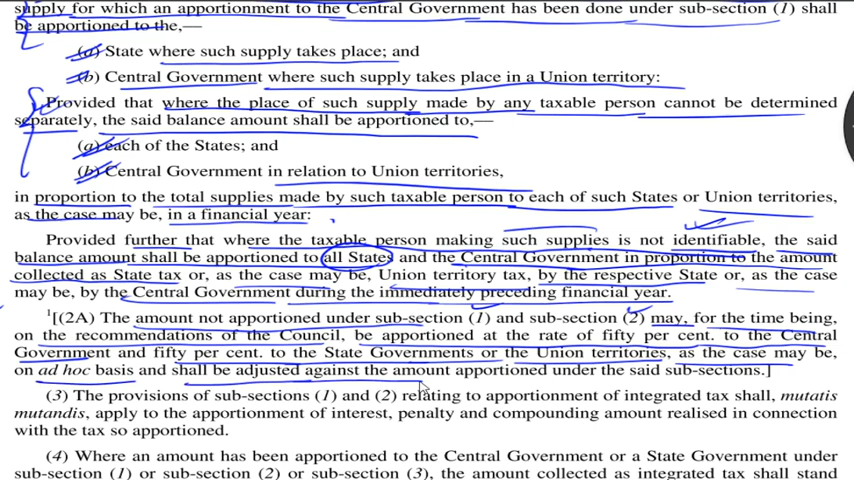 supply for which an apportionment to the Central Government has been done under sub-section (1) shall
be apportioned to the,—
(a) State where such supply takes place; and
(b) Central Government where such supply takes place in a Union territory:
Provided that where the place of such supply made by any taxable person cannot be determined
separately, the said balance amount shall be apportioned to,—
(a) each of the States; and
(b) Central Government in relation to Union territories,
in proportion to the total supplies made by such taxable person to each of such States or Union territories,
as the case may be, in a financial year:
Provided further that where the taxable person making such supplies is not identifiable, the said
balance amount shall be apportioned to all States and the Central Government in proportion to the amount
collected as State tax or, as the case may be, Union territory tax, by the respective State or, as the case
may be, by the Central Government during the immediately preceding financial year.
1[(2A) The amount not apportioned under sub-section (1) and sub-section (2) may, for the time being,
on the recommendations of the Council, be apportioned at the rate of fifty per cent. to the Central
Government and fifty per cent. to the State Governments or the Union territories, as the case may be,
on ad hoc basis and shall be adjusted against the amount apportioned under the said sub-sections.]
(3) The provisions of sub-sections (1) and (2) relating to apportionment of integrated tax shall, mutatis
mutandis, apply to the apportionment of interest, penalty and compounding amount realised in connection
with the tax so apportioned.
(4) Where an amount has been apportioned to the Central Government or a State Government under
sub-section (1) or sub-section (2) or sub-section (3), the amount collected as integrated tax shall stand